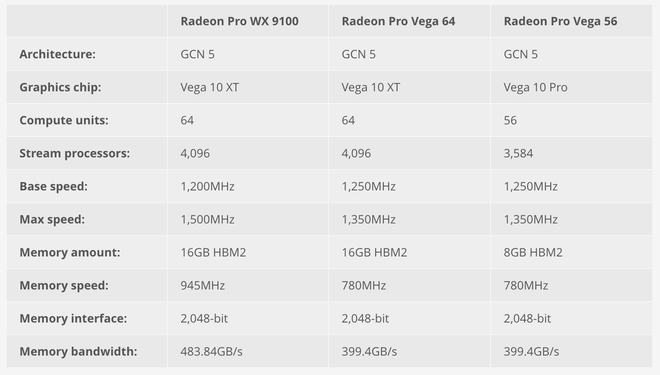 Radeon Pro WX 9100 Radeon Pro Vega 64 Radeon Pro Vega 56
Architecture: GCN 5 GCN 5 GCN 5
Graphics chip: Vega 10 XT Vega 10 XT Vega 10 Pro
Compute units: 64 64 56
Stream processors: 4,096 4,096 3,584
Base speed: 1,200MHz 1,250MHz 1,250MHz
Max speed: 1,500MHz 1,350MHz 1,350MHz
Memory amount: 16GB HBM2 16GB HBM2 8GB HBM2
Memory speed: 945MHz 780MHz 780MHz
Memory interface: 2,048-bit 2,048-bit 2,048-bit
Memory bandwidth: 483.84GB/s 399.4GB/s 399.4GB/s